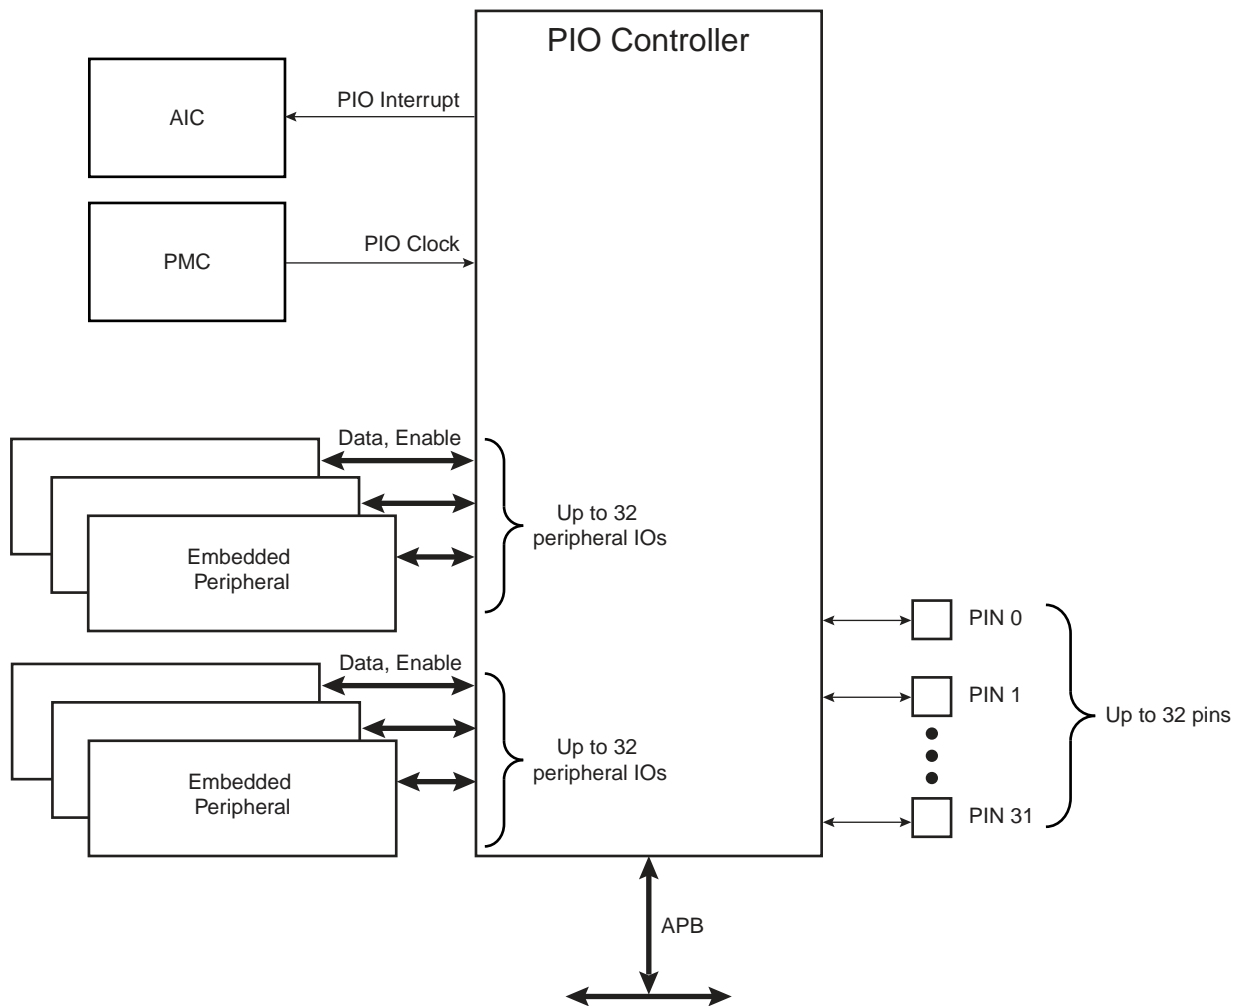 PIO Controller
PIO Interrupt
AIC
PIO Clock
PMC
Data, Enable
Up to 32
peripheral IOs
Embedded
Peripheral
PIN 0
Data, Enable
PIN 1
Up to 32 pins
Up to 32
peripheral IOs
Embedded
Peripheral
PIN 31
APB